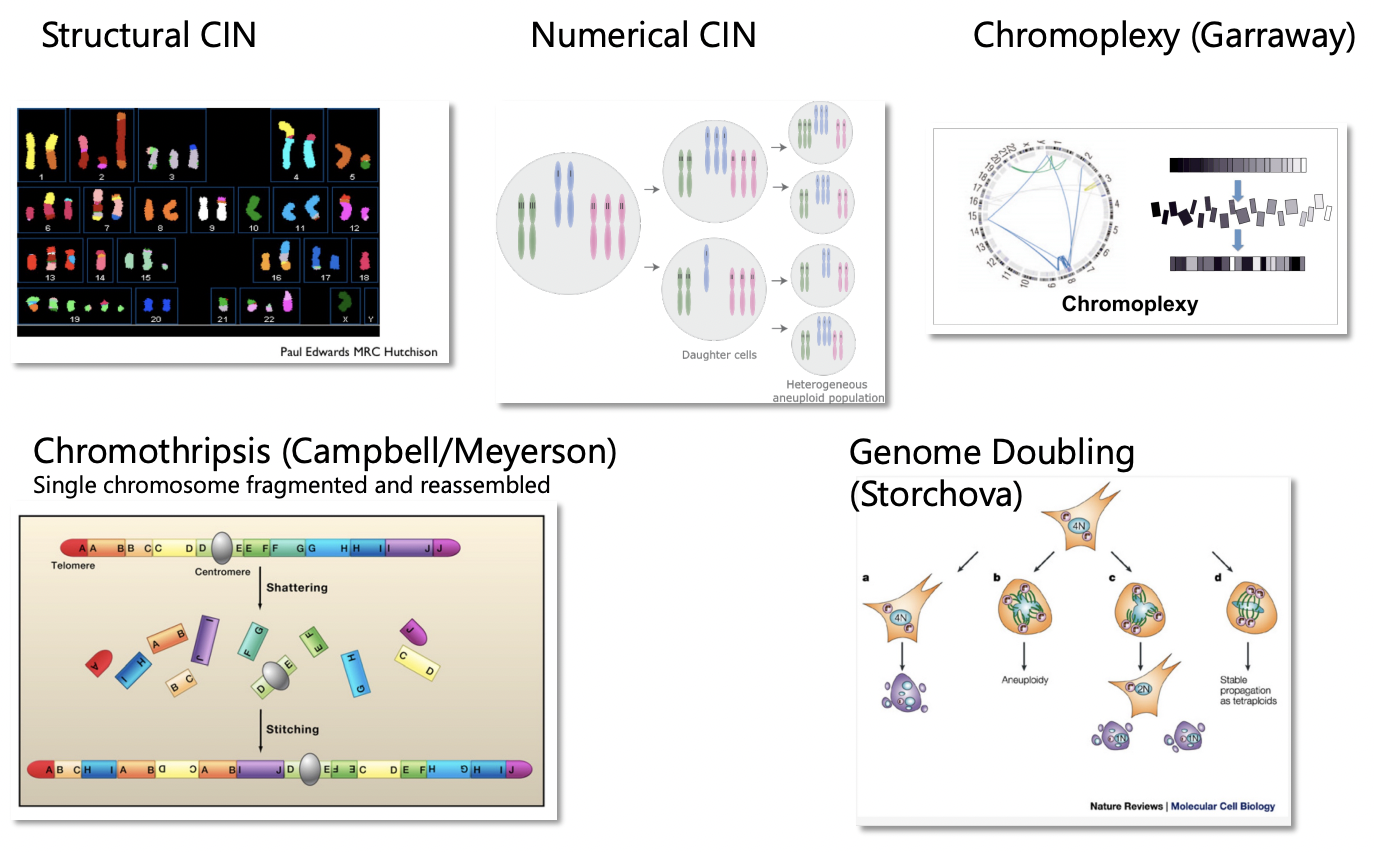 Structural CIN
Numerical CIN
Chromoplexy (Garraway)
1 2 3 4 5
6 7 8 9 10 11 12
13 14 15 16 17 18
19 20 21 22 X Y
Paul Edwards MRC Hutchison
Daughter cells
Heterogeneous
aneuploid population
Chromoplexy
Chromothripsis (Campbell/Meyerson)
Single chromosome fragmented and reassembled
A A B B C C D D E E F F G G H H I I J J
Telomere
Centromere
Shattering
Stitching
Genome Doubling
(Storchova)
4N
a
b
c
d
4N
Aneuploidy
2N
Stable
propagation
as tetraploids
Nature Reviews | Molecular Cell Biology